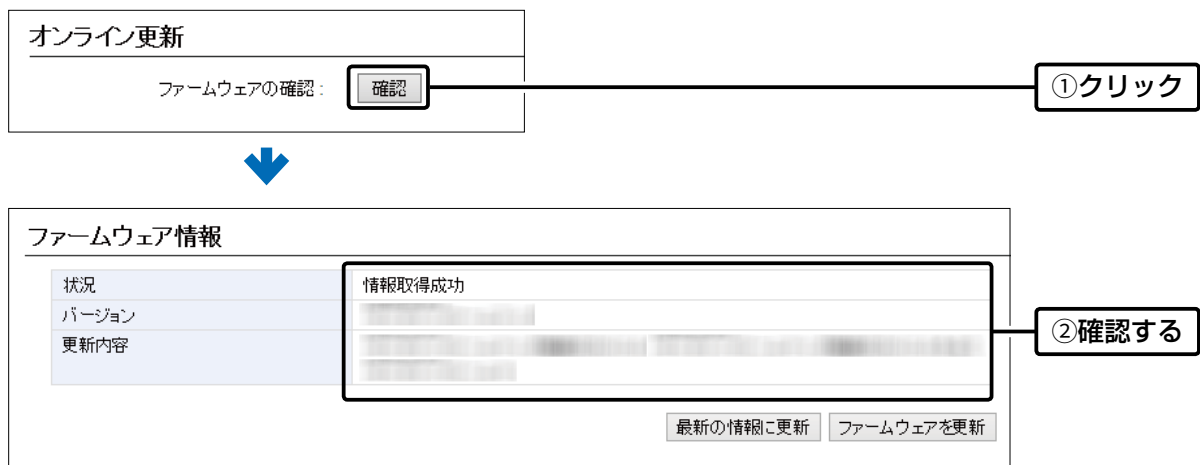 オンライン更新
ファームウェアの確認： 確認
①クリック
ファームウェア情報
状況 情報取得成功
バージョン
更新内容
②確認する
最新の情報に更新 ファームウェアを更新